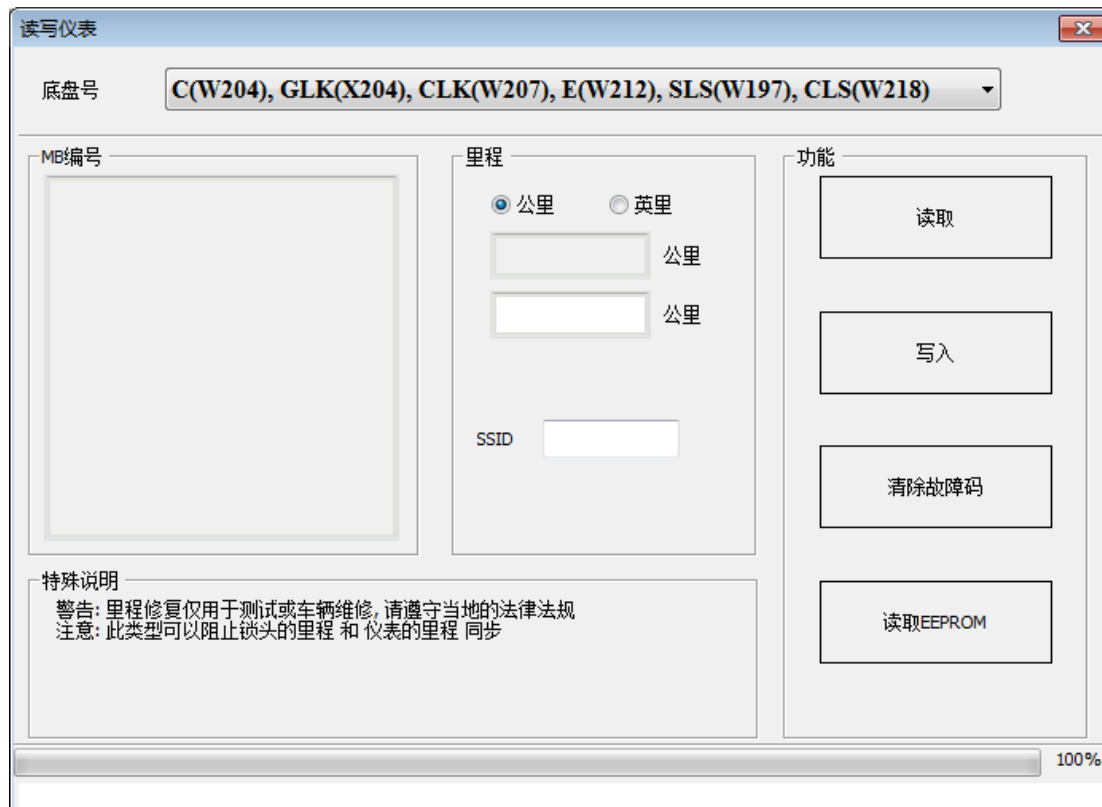 读写仪表
底盘号
C(W204), GLK(X204), CLK(W207), E(W212), SLS(W197), CLS(W218)
MB编号
里程
公里
英里
公里
公里
SSID
功能
读取
写入
清除故障码
读取EEPROM
特殊说明
警告: 里程修复仅用于测试或车辆维修, 请遵守当地的法律法规
注意: 此类型可以阻止锁头的里程 和 仪表的里程 同步
100%